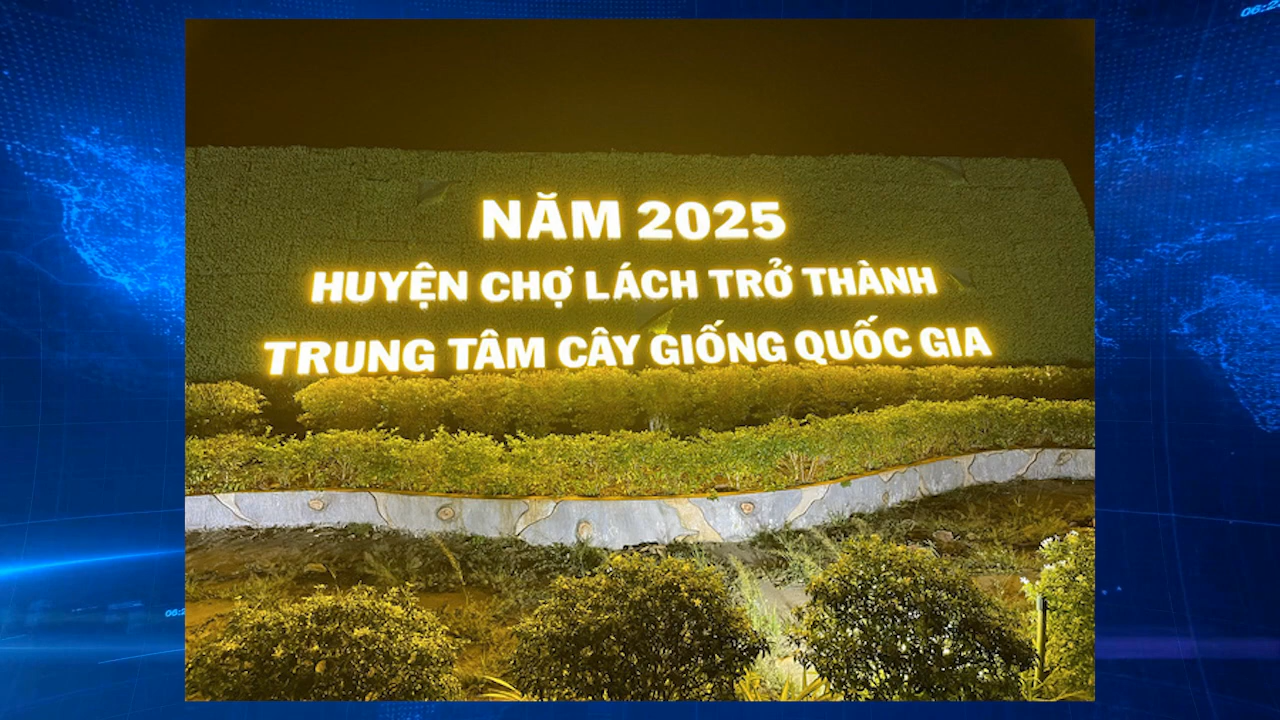 NĂM 2025
HUYỆN CHỢ LÁCH TRỞ THÀNH
TRUNG TÂM CÂY GIỐNG QUỐC GIA